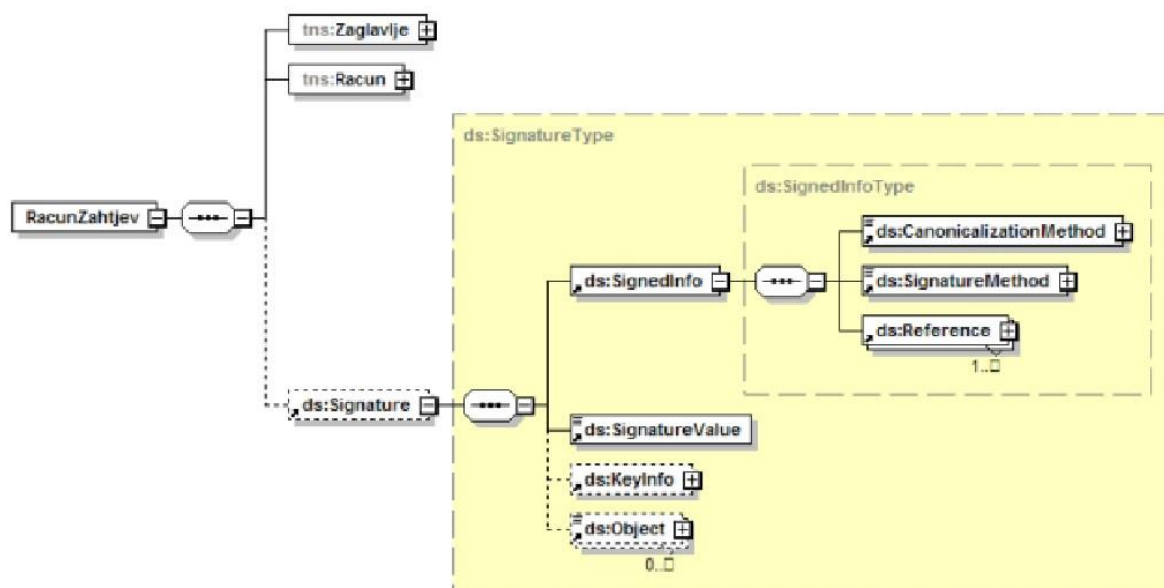 tns:Zaglavlje
tns:Racun
ds:SignatureType
ds:SignedInfoType
RacunZahtjev
ds:CanonicalizationMethod
ds:SignedInfo
ds:SignatureMethod
ds:Reference
1..□
ds:Signature
ds:SignatureValue
ds:KeyInfo
ds:Object
0..□